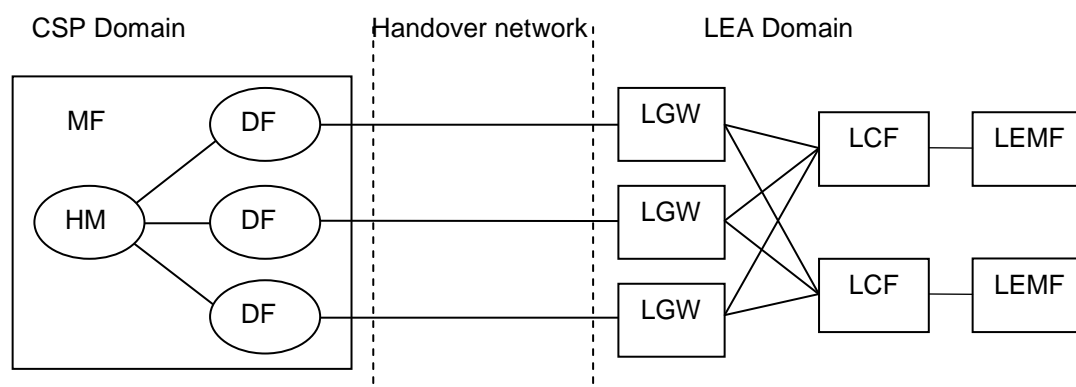 CSP Domain
Handover network
LEA Domain
MF
DF
LGW
LCF
LEMF
HM
DF
LGW
DF
LGW
LCF
LEMF